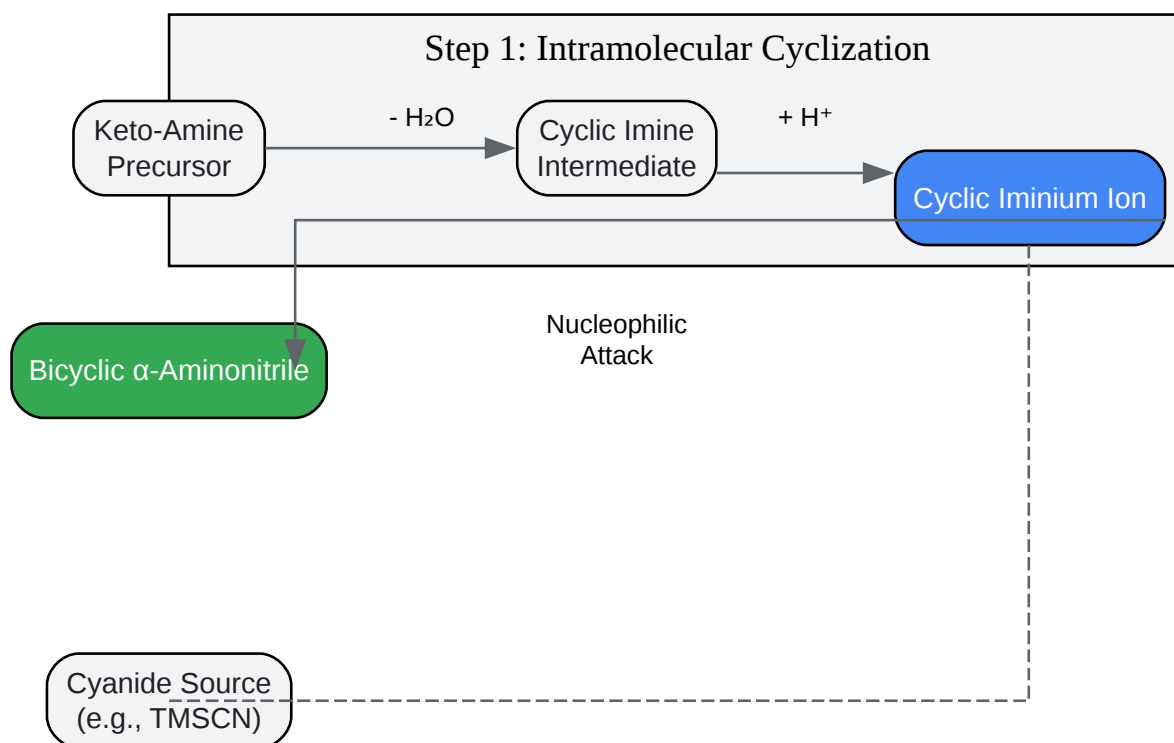 Step 1: Intramolecular Cyclization
Keto-Amine
Precursor
- H₂O
Cyclic Imine
Intermediate
+ H⁺
Cyclic Iminium Ion
Nucleophilic
Attack
Bicyclic α-Aminonitrile
Cyanide Source
(e.g., TMSCN)